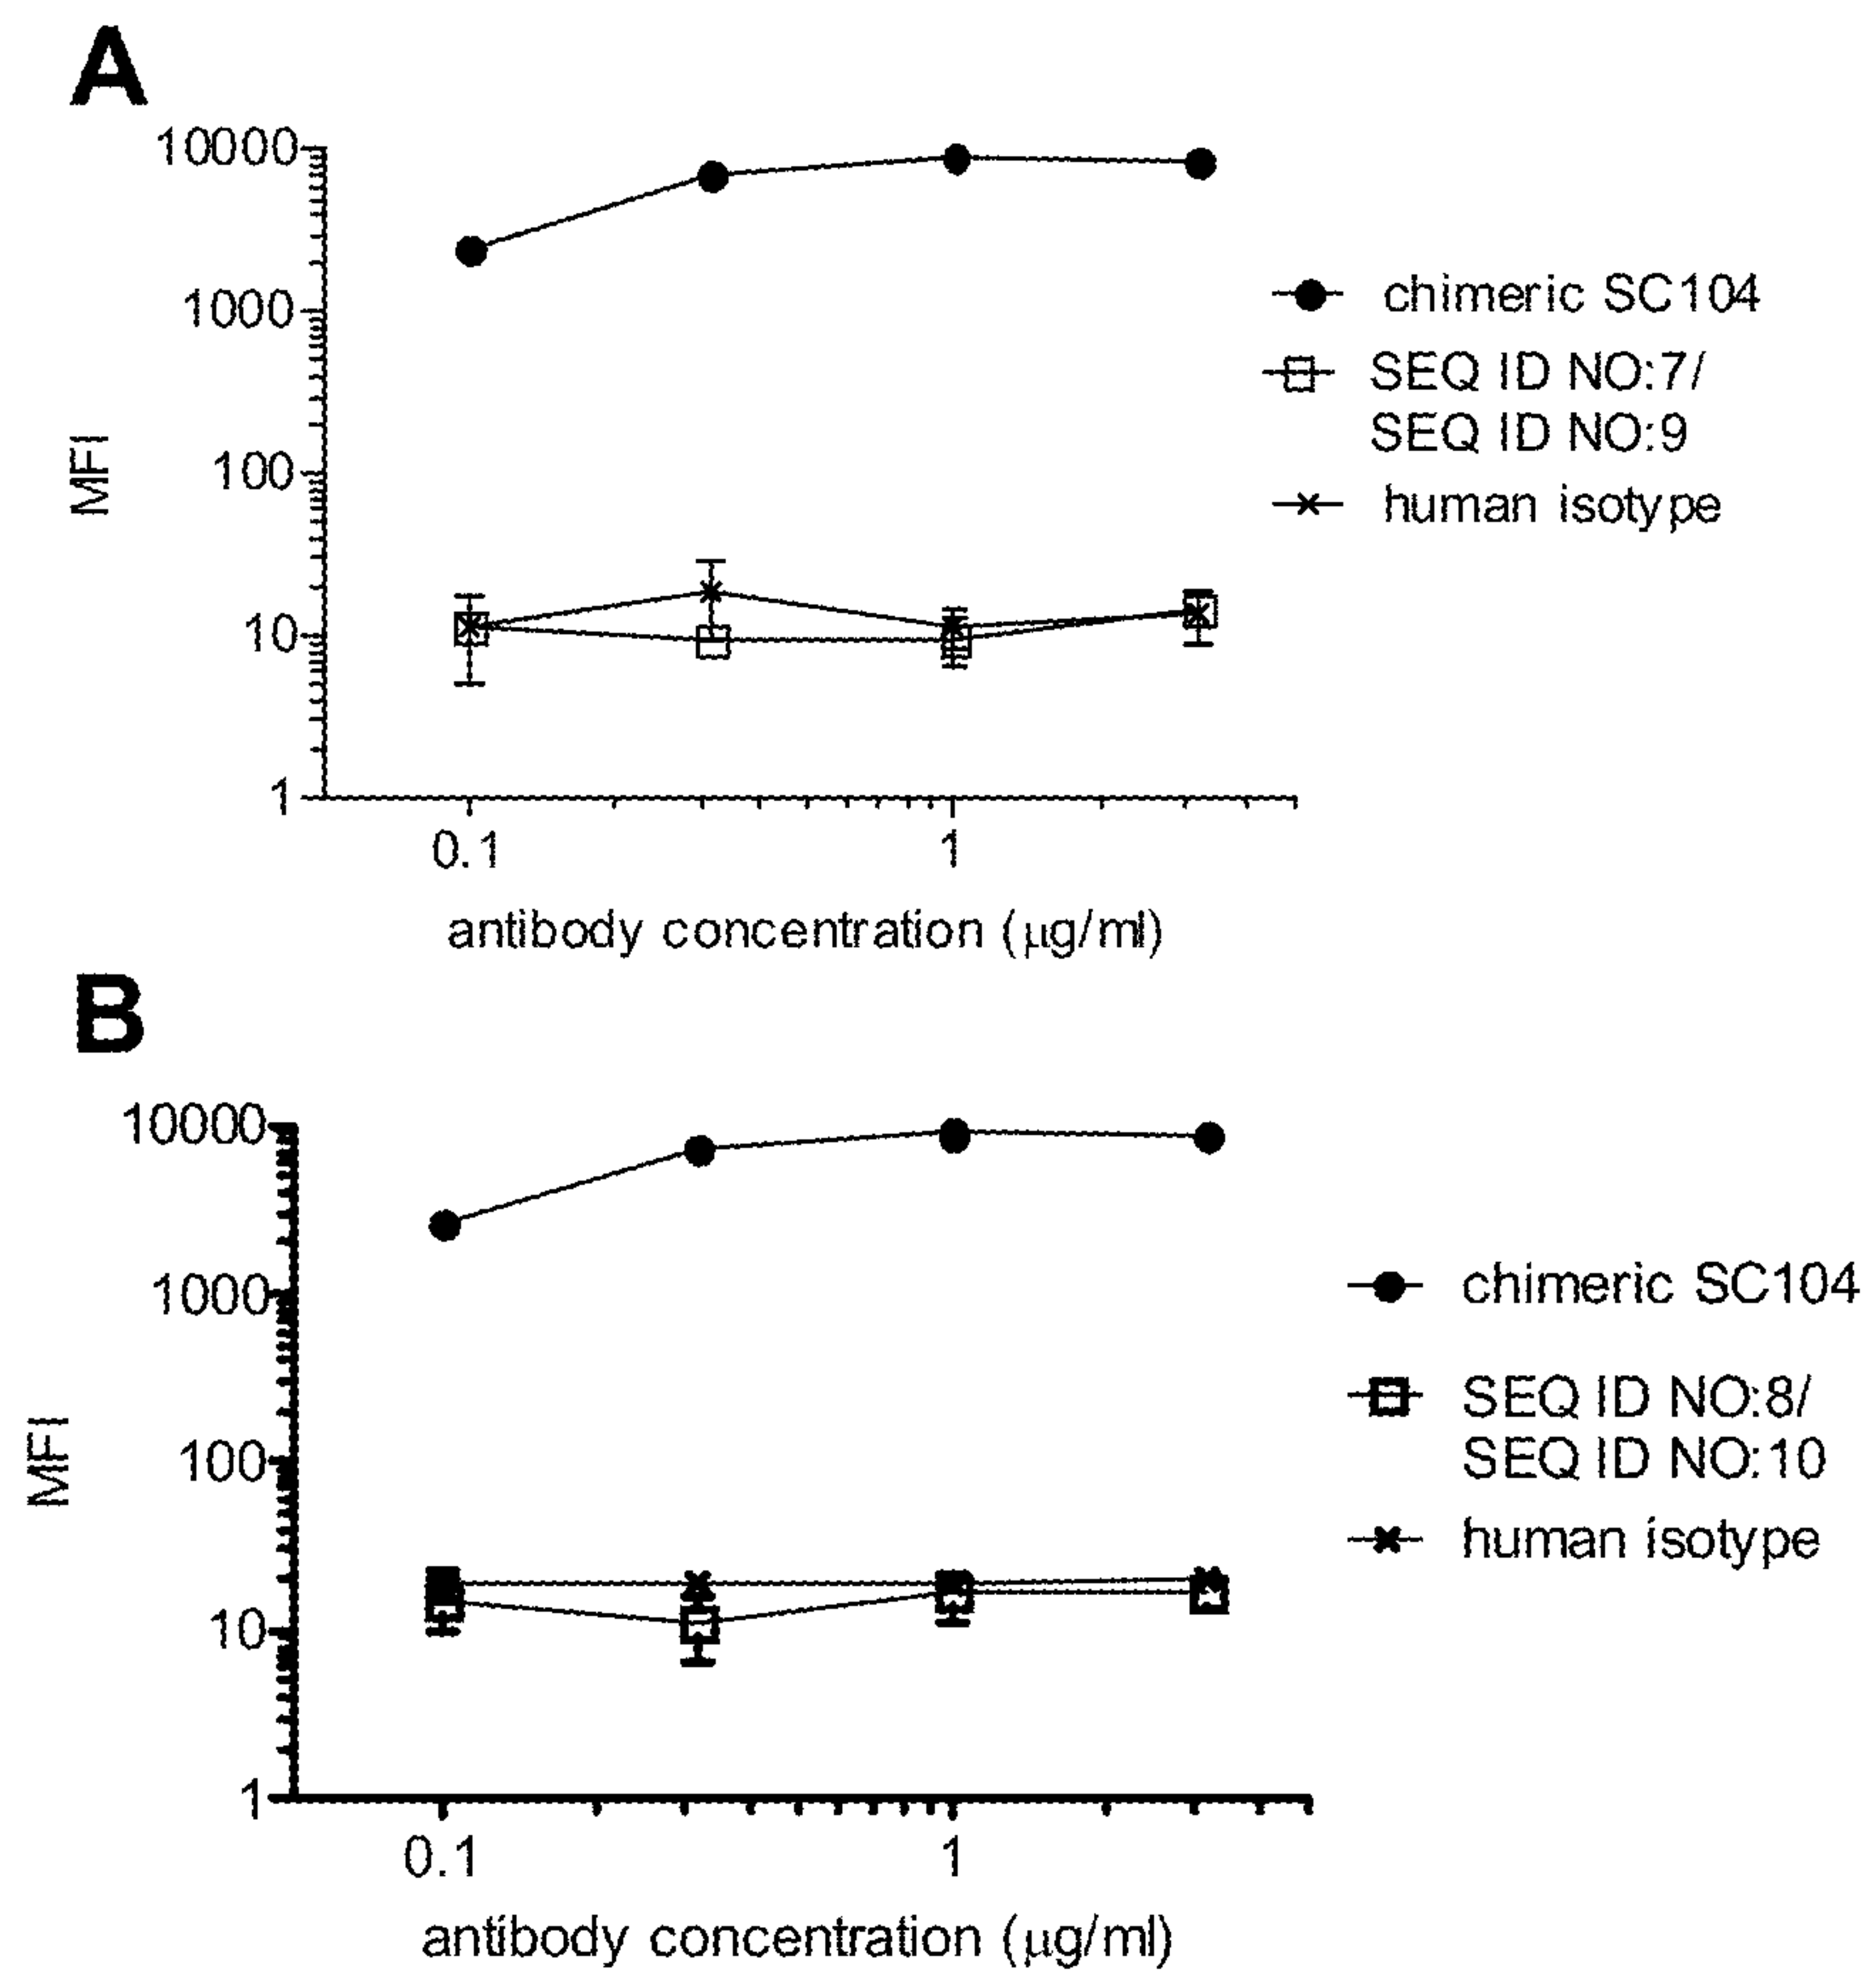 A
10000
1000
100
10
1
MFI
0.1
1
antibody concentration (µg/ml)
chimeric SC104
SEQ ID NO:7/
SEQ ID NO:9
human isotype
B
10000
1000
100
10
1
MFI
0.1
1
antibody concentration (µg/ml)
chimeric SC104
SEQ ID NO:8/
SEQ ID NO:10
human isotype